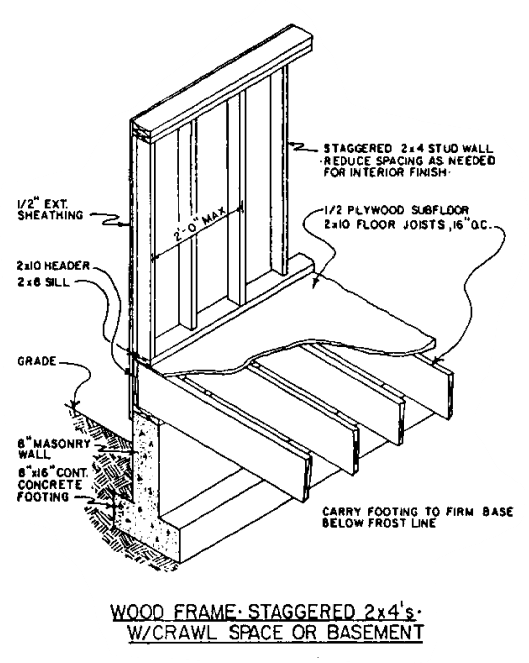 STAGGERED 2x4 STUD WALL
·REDUCE SPACING AS NEEDED
FOR INTERIOR FINISH·
1/2" EXT.
SHEATHING
2'-0" MAX
1/2 PLYWOOD SUBFLOOR
2x10 FLOOR JOISTS, 16" O.C.
2x10 HEADER
2x6 SILL
GRADE
8" MASONRY
WALL
8"x16" CONT.
CONCRETE
FOOTING
CARRY FOOTING TO FIRM BASE
BELOW FROST LINE
WOOD FRAME· STAGGERED 2x4's·
W/CRAWL SPACE OR BASEMENT